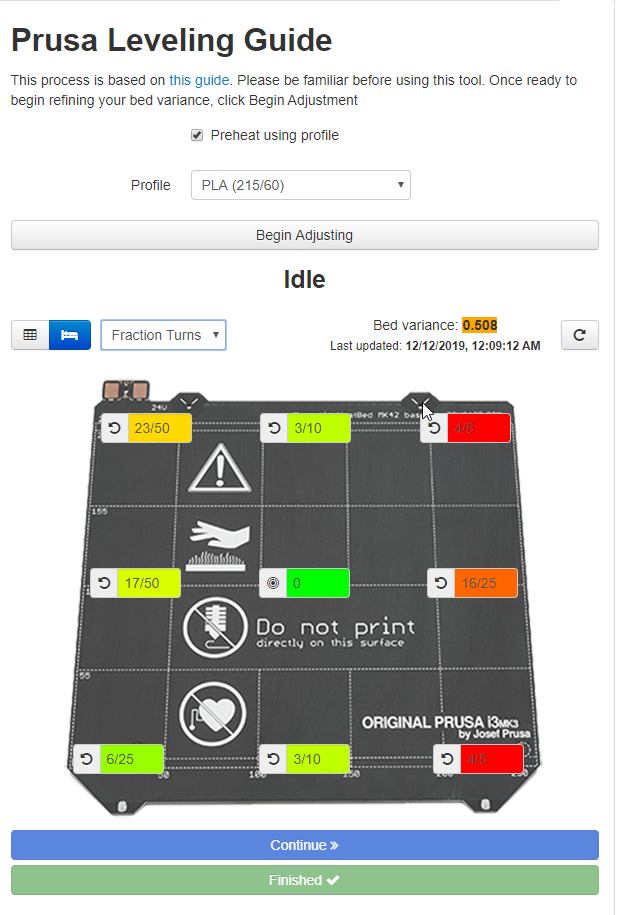 Prusa Leveling Guide
This process is based on this guide. Please be familiar before using this tool. Once ready to
begin refining your bed variance, click Begin Adjustment
Preheat using profile
Profile PLA (215/60)
Begin Adjusting
Idle
Fraction Turns
Bed variance: 0.508
Last updated: 12/12/2019, 12:09:12 AM
24V
MK42
23/50 3/10 4/5
155
17/50 0 16/25
Do not print
directly on this surface
55
ORIGINAL PRUSA i3MK3
by Josef Prusa
6/25 3/10 4/5
50 100 150 200
Continue »
Finished